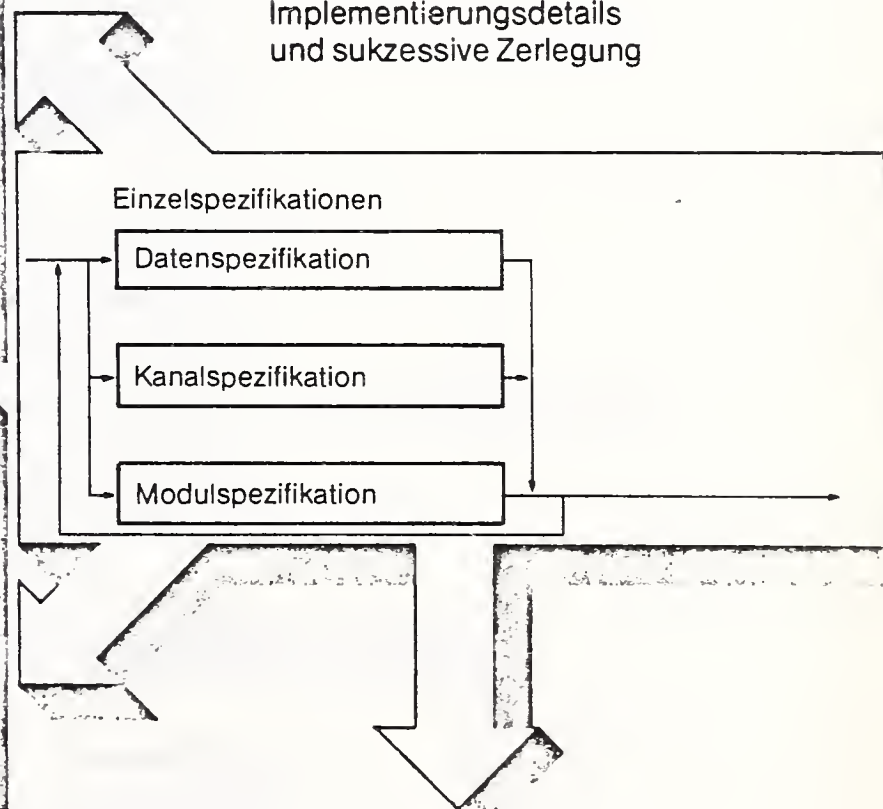 Implementierungsdetails
und sukzessive Zerlegung
Einzelspezifikationen
Datenspezifikation
Kanalspezifikation
Modulspezifikation